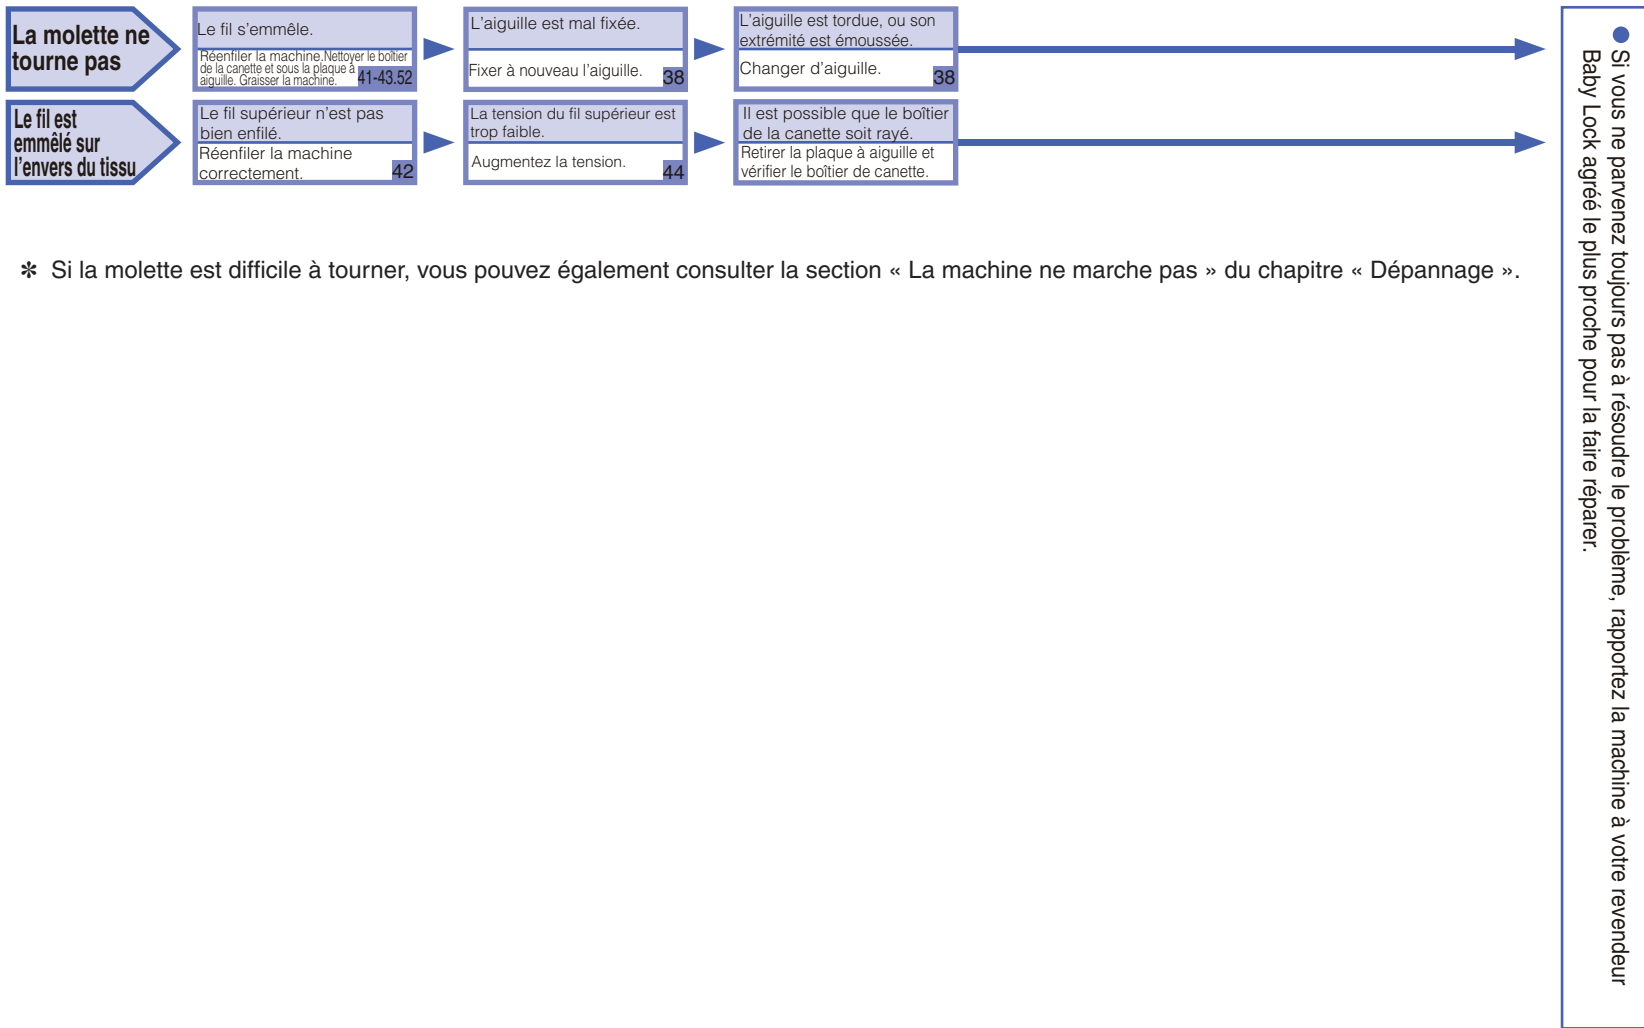 La molette ne
tourne pas
Le fil s'emmêle.
Réenfiler la machine.Nettoyer le boîtier
de la canette et sous la plaque à
aiguille. Graisser la machine.
41-43.52
L'aiguille est mal fixée.
Fixer à nouveau l'aiguille.
38
L'aiguille est tordue, ou son
extrémité est émoussée.
Changer d'aiguille.
38
Le fil est
emmêlé sur
l'envers du tissu
Le fil supérieur n'est pas
bien enfilé.
Réenfiler la machine
correctement.
42
La tension du fil supérieur est
trop faible.
Augmentez la tension.
44
Il est possible que le boîtier
de la canette soit rayé.
Retirer la plaque à aiguille et
vérifier le boîtier de canette.
✻ Si la molette est difficile à tourner, vous pouvez également consulter la section « La machine ne marche pas » du chapitre « Dépannage ».
● Si vous ne parvenez toujours pas à résoudre le problème, rapportez la machine à votre revendeur
Baby Lock agréé le plus proche pour la faire réparer.